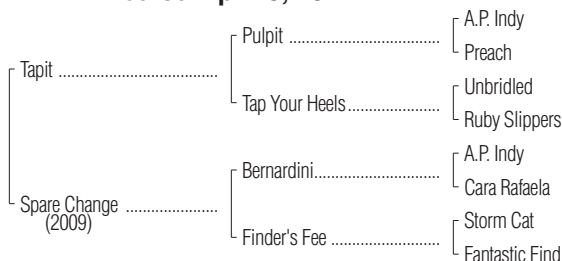 A.P. Indy
Pulpit
Preach
Tapit
Unbridled
Tap Your Heels
Ruby Slippers
A.P. Indy
Bernardini
Cara Rafaela
Spare Change
(2009)
Storm Cat
Finder's Fee
Fantastic Find